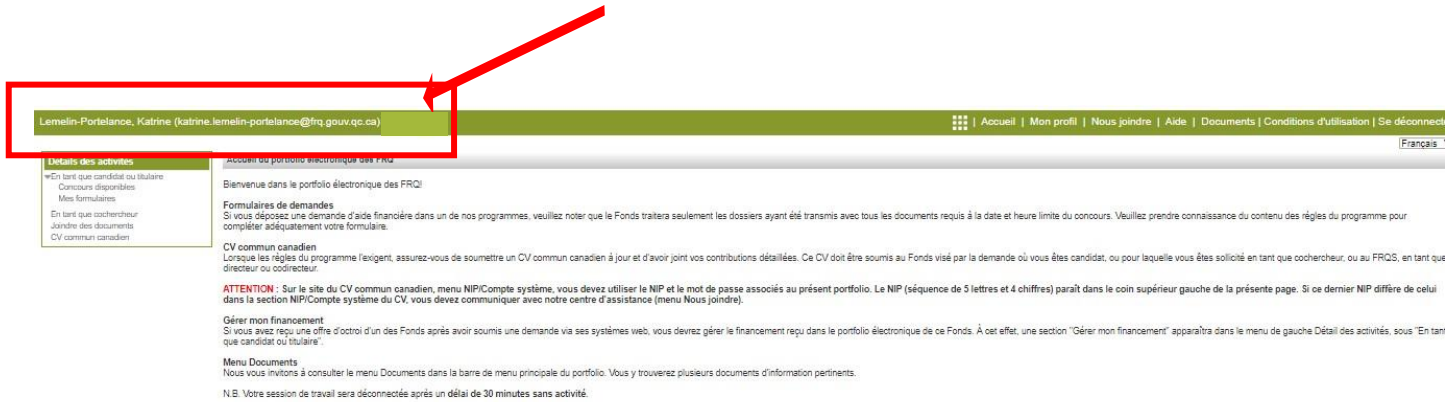 Lemelin-Portelance, Katrine (katrine.lemelin-portelance@frq.gouv.qc.ca)
| Accueil | Mon profil | Nous joindre | Aide | Documents | Conditions d'utilisation | Se déconnecte
Français
Détails des activités
En tant que candidat ou titulaire
Concours disponibles
Mes formulaires
En tant que cochercheur
Joindre des documents
CV commun canadien
Accueil du portfolio électronique des FRQ
Bienvenue dans le portfolio électronique des FRQ!
Formulaires de demandes
Si vous déposez une demande d'aide financière dans un de nos programmes, veuillez noter que le Fonds traitera seulement les dossiers ayant été transmis avec tous les documents requis à la date et heure limite du concours. Veuillez prendre connaissance du contenu des règles du programme pour
compléter adéquatement votre formulaire.
CV commun canadien
Lorsque les règles du programme l'exigent, assurez-vous de soumettre un CV commun canadien à jour et d'avoir joint vos contributions détaillées. Ce CV doit être soumis au Fonds visé par la demande où vous êtes candidat, ou pour laquelle vous êtes sollicité en tant que cochercheur, ou au FRQS, en tant que
directeur ou codirecteur.
ATTENTION : Sur le site du CV commun canadien, menu NIP/Compte système, vous devez utiliser le NIP et le mot de passe associés au présent portfolio. Le NIP (séquence de 5 lettres et 4 chiffres) paraît dans le coin supérieur gauche de la présente page. Si ce dernier NIP diffère de celui
dans la section NIP/Compte système du CV, vous devez communiquer avec notre centre d'assistance (menu Nous joindre).
Gérer mon financement
Si vous avez reçu une offre d'octroi d'un des Fonds après avoir soumis une demande via ses systèmes web, vous devrez gérer le financement reçu dans le portfolio électronique de ce Fonds. À cet effet, une section "Gérer mon financement" apparaîtra dans le menu de gauche Détail des activités, sous "En tant
que candidat ou titulaire".
Menu Documents
Nous vous invitons à consulter le menu Documents dans la barre de menu principale du portfolio. Vous y trouverez plusieurs documents d'information pertinents.
N.B. Votre session de travail sera déconnectée après un délai de 30 minutes sans activité.